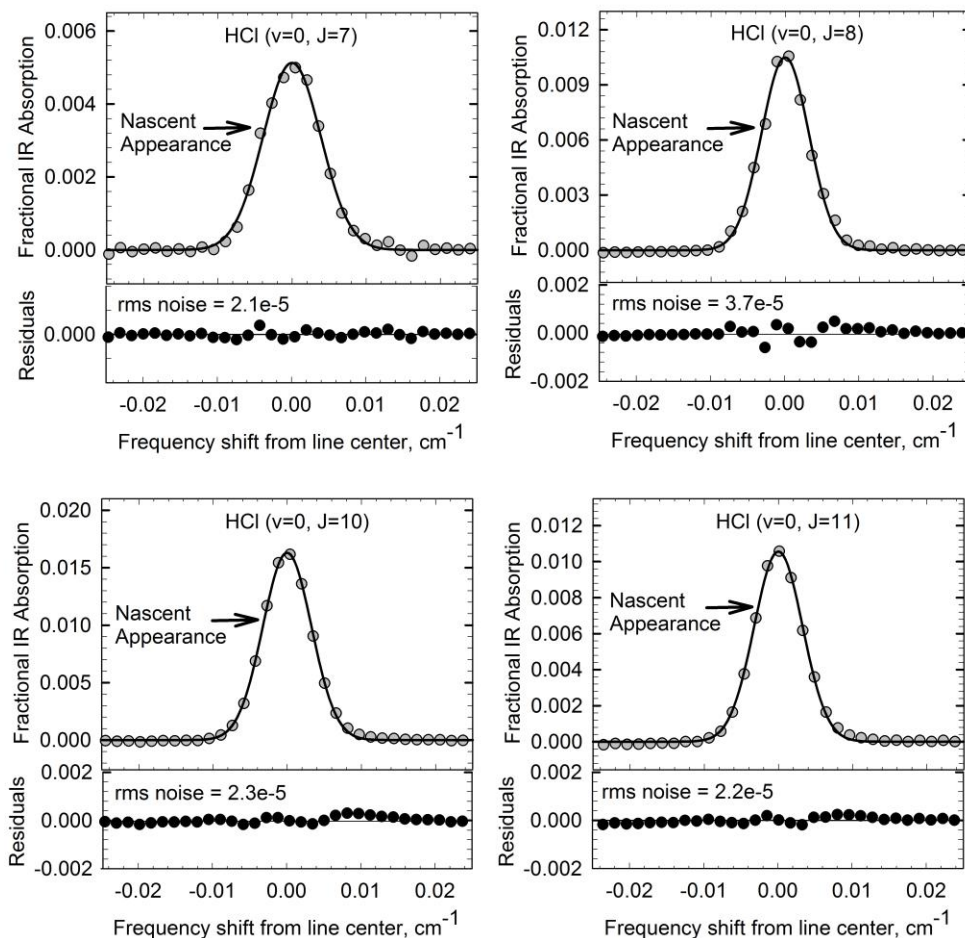 HCl (v=0, J=7)
0.006
0.004
0.002
0.000
Fractional IR Absorption
Nascent
Appearance
rms noise = 2.1e-5
0.000
Residuals
-0.02 -0.01 0.00 0.01 0.02
Frequency shift from line center, cm-1
HCl (v=0, J=8)
0.012
0.009
0.006
0.003
0.000
Fractional IR Absorption
Nascent
Appearance
rms noise = 3.7e-5
0.002
0.000
-0.002
Residuals
-0.02 -0.01 0.00 0.01 0.02
Frequency shift from line center, cm-1
HCl (v=0, J=10)
0.020
0.015
0.010
0.005
0.000
Fractional IR Absorption
Nascent
Appearance
rms noise = 2.3e-5
0.002
0.000
-0.002
Residuals
-0.02 -0.01 0.00 0.01 0.02
Frequency shift from line center, cm-1
HCl (v=0, J=11)
0.012
0.010
0.008
0.006
0.004
0.002
0.000
Fractional IR Absorption
Nascent
Appearance
rms noise = 2.2e-5
0.002
0.000
-0.002
Residuals
-0.02 -0.01 0.00 0.01 0.02
Frequency shift from line center, cm-1